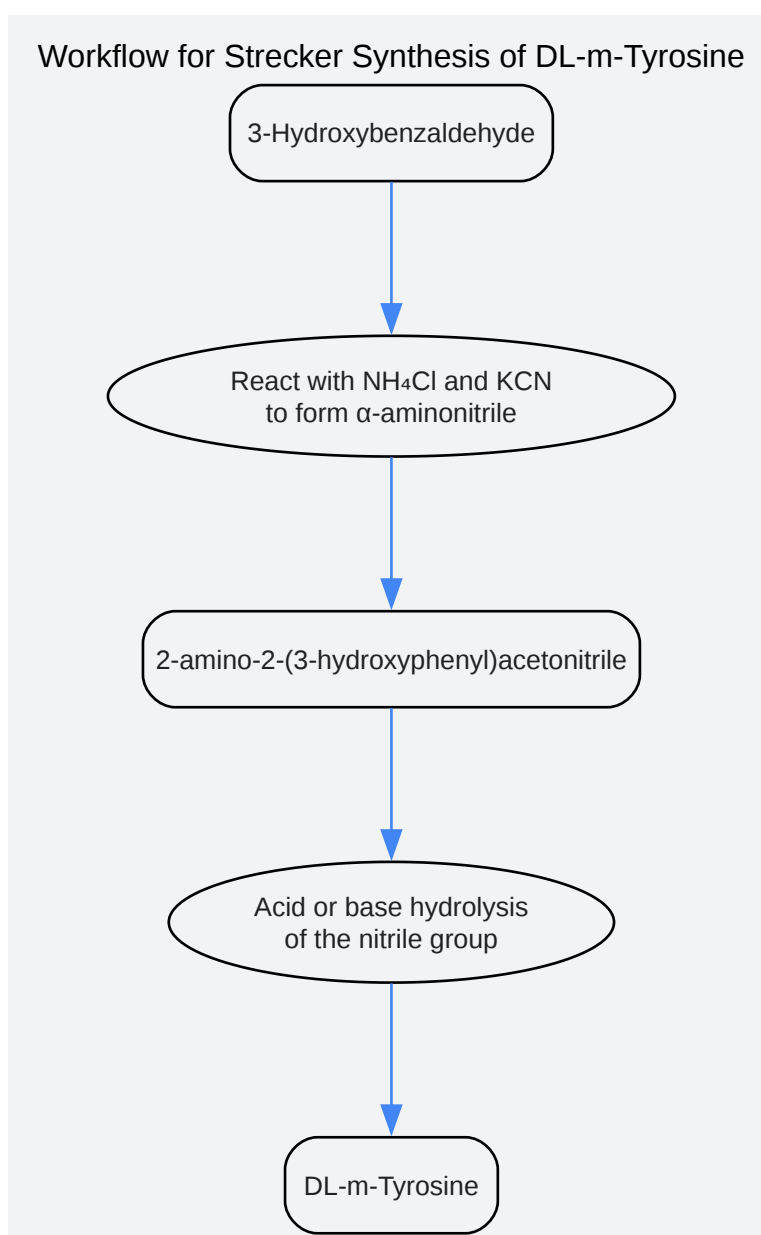 Workflow for Strecker Synthesis of DL-m-Tyrosine
3-Hydroxybenzaldehyde
React with NH₄Cl and KCN
to form α-aminonitrile
2-amino-2-(3-hydroxyphenyl)acetonitrile
Acid or base hydrolysis
of the nitrile group
DL-m-Tyrosine